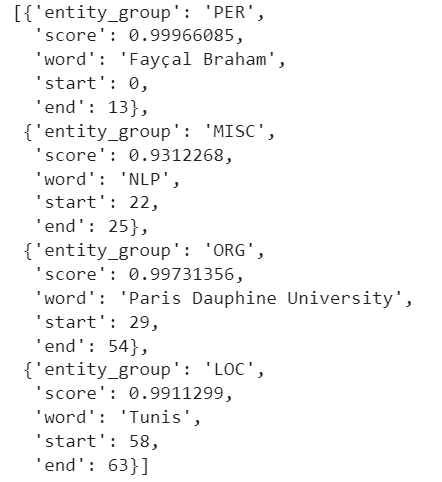 [{'entity_group': 'PER',
'score': 0.99966085,
'word': 'Fayçal Braham',
'start': 0,
'end': 13},
{'entity_group': 'MISC',
'score': 0.9312268,
'word': 'NLP',
'start': 22,
'end': 25},
{'entity_group': 'ORG',
'score': 0.99731356,
'word': 'Paris Dauphine University',
'start': 29,
'end': 54},
{'entity_group': 'LOC',
'score': 0.9911299,
'word': 'Tunis',
'start': 58,
'end': 63}]